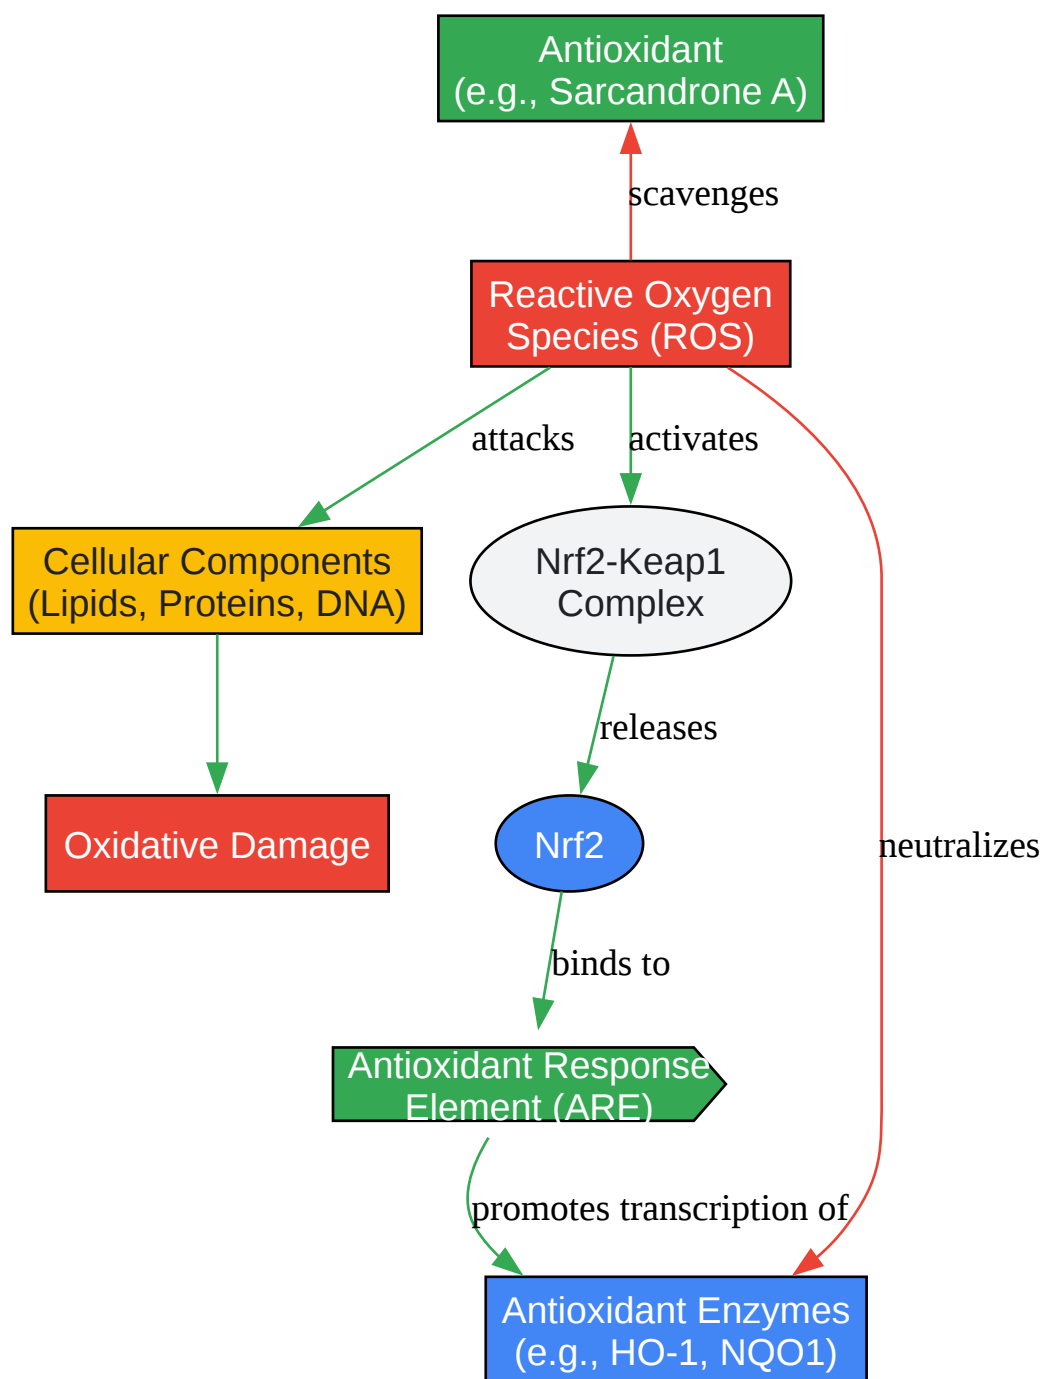 Antioxidant
(e.g., Sarcandrone A)
scavenges
Reactive Oxygen
Species (ROS)
attacks
activates
Cellular Components
(Lipids, Proteins, DNA)
Nrf2-Keap1
Complex
releases
Oxidative Damage
Nrf2
neutralizes
binds to
Antioxidant Response
Element (ARE)
promotes transcription of
Antioxidant Enzymes
(e.g., HO-1, NQO1)